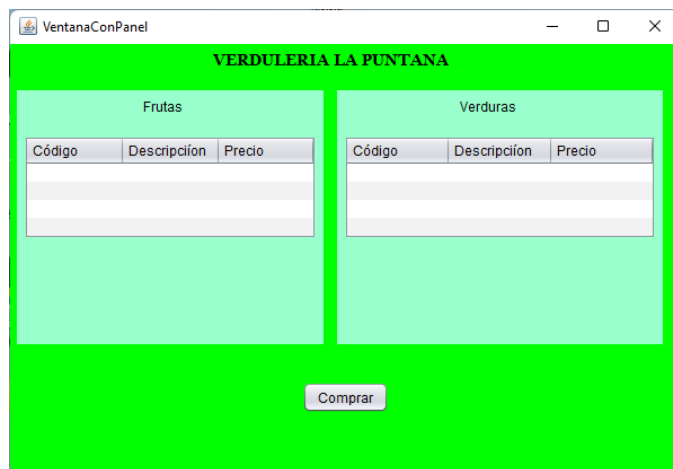 VentanaConPanel
VERDULERIA LA PUNTANA
Frutas
Código Descripciíon Precio
Verduras
Código Descripciíon Precio
Comprar